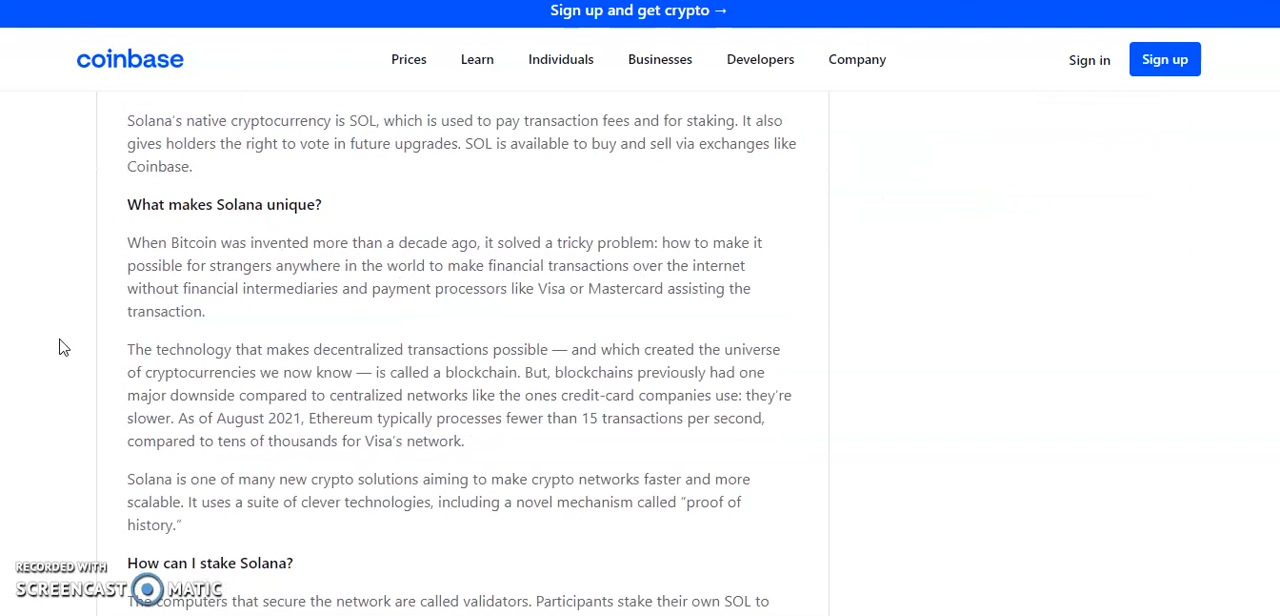 Sign up and get crypto →
coinbase
Prices Learn Individuals Businesses Developers Company
Sign in Sign up
Solana's native cryptocurrency is SOL, which is used to pay transaction fees and for staking. It also
gives holders the right to vote in future upgrades. SOL is available to buy and sell via exchanges like
Coinbase.
What makes Solana unique?
When Bitcoin was invented more than a decade ago, it solved a tricky problem: how to make it
possible for strangers anywhere in the world to make financial transactions over the internet
without financial intermediaries and payment processors like Visa or Mastercard assisting the
transaction.
The technology that makes decentralized transactions possible — and which created the universe
of cryptocurrencies we now know — is called a blockchain. But, blockchains previously had one
major downside compared to centralized networks like the ones credit-card companies use: they're
slower. As of August 2021, Ethereum typically processes fewer than 15 transactions per second,
compared to tens of thousands for Visa's network.
Solana is one of many new crypto solutions aiming to make crypto networks faster and more
scalable. It uses a suite of clever technologies, including a novel mechanism called “proof of
history.”
How can I stake Solana?
The computers that secure the network are called validators. Participants stake their own SOL to
RECORDED WITH
SCREENCAST MATIC